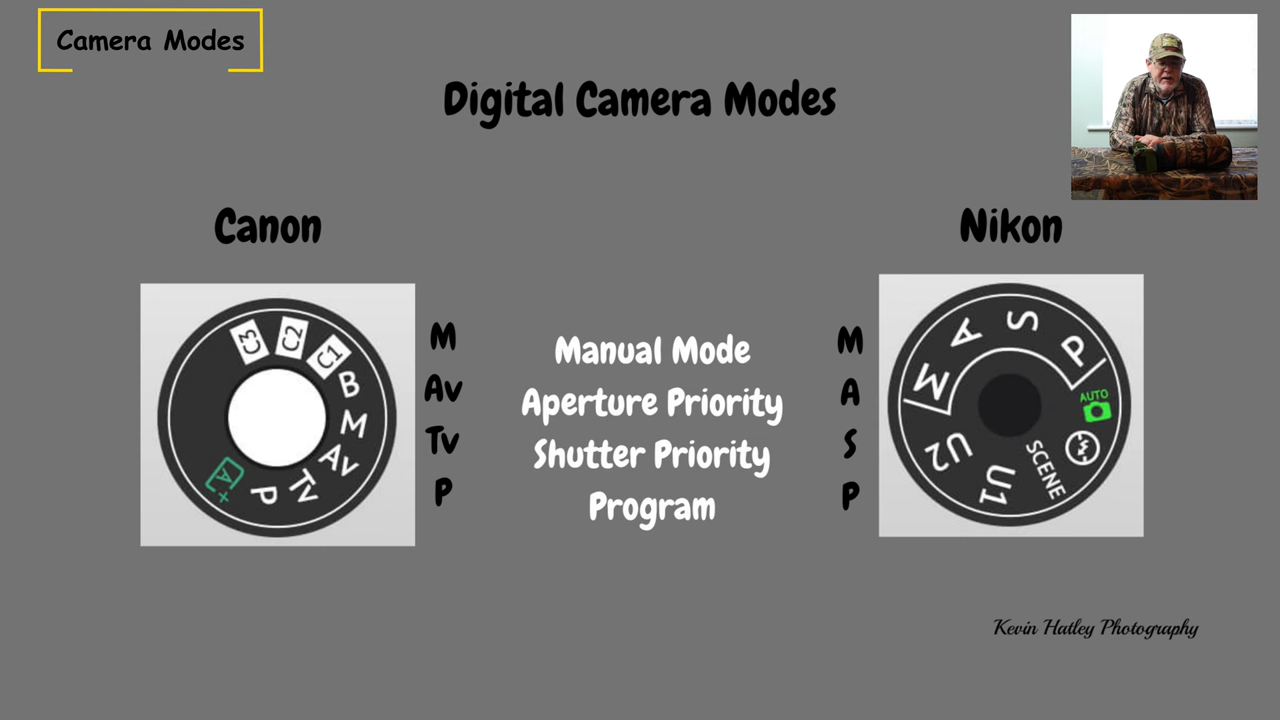 Camera Modes
Digital Camera Modes
Canon
Nikon
C3
C2
C1
B
M
Av
Tv
P
A+
M
Av
Tv
P
Manual Mode
Aperture Priority
Shutter Priority
Program
M
A
S
P
M
A
S
P
AUTO
SCENE
U1
U2
Kevin Hatley Photography